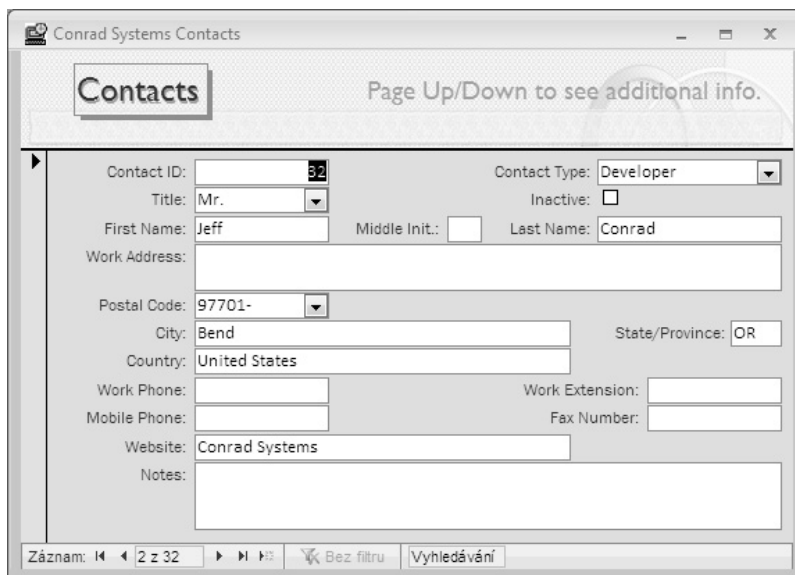 Conrad Systems Contacts
Contacts
Page Up/Down to see additional info.
Contact ID: 32 Contact Type: Developer
Title: Mr. Inactive:
First Name: Jeff Middle Init.: Last Name: Conrad
Work Address:
Postal Code: 97701-
City: Bend State/Province: OR
Country: United States
Work Phone: Work Extension:
Mobile Phone: Fax Number:
Website: Conrad Systems
Notes:
Záznam: 2 z 32 Bez filtru Vyhledávání